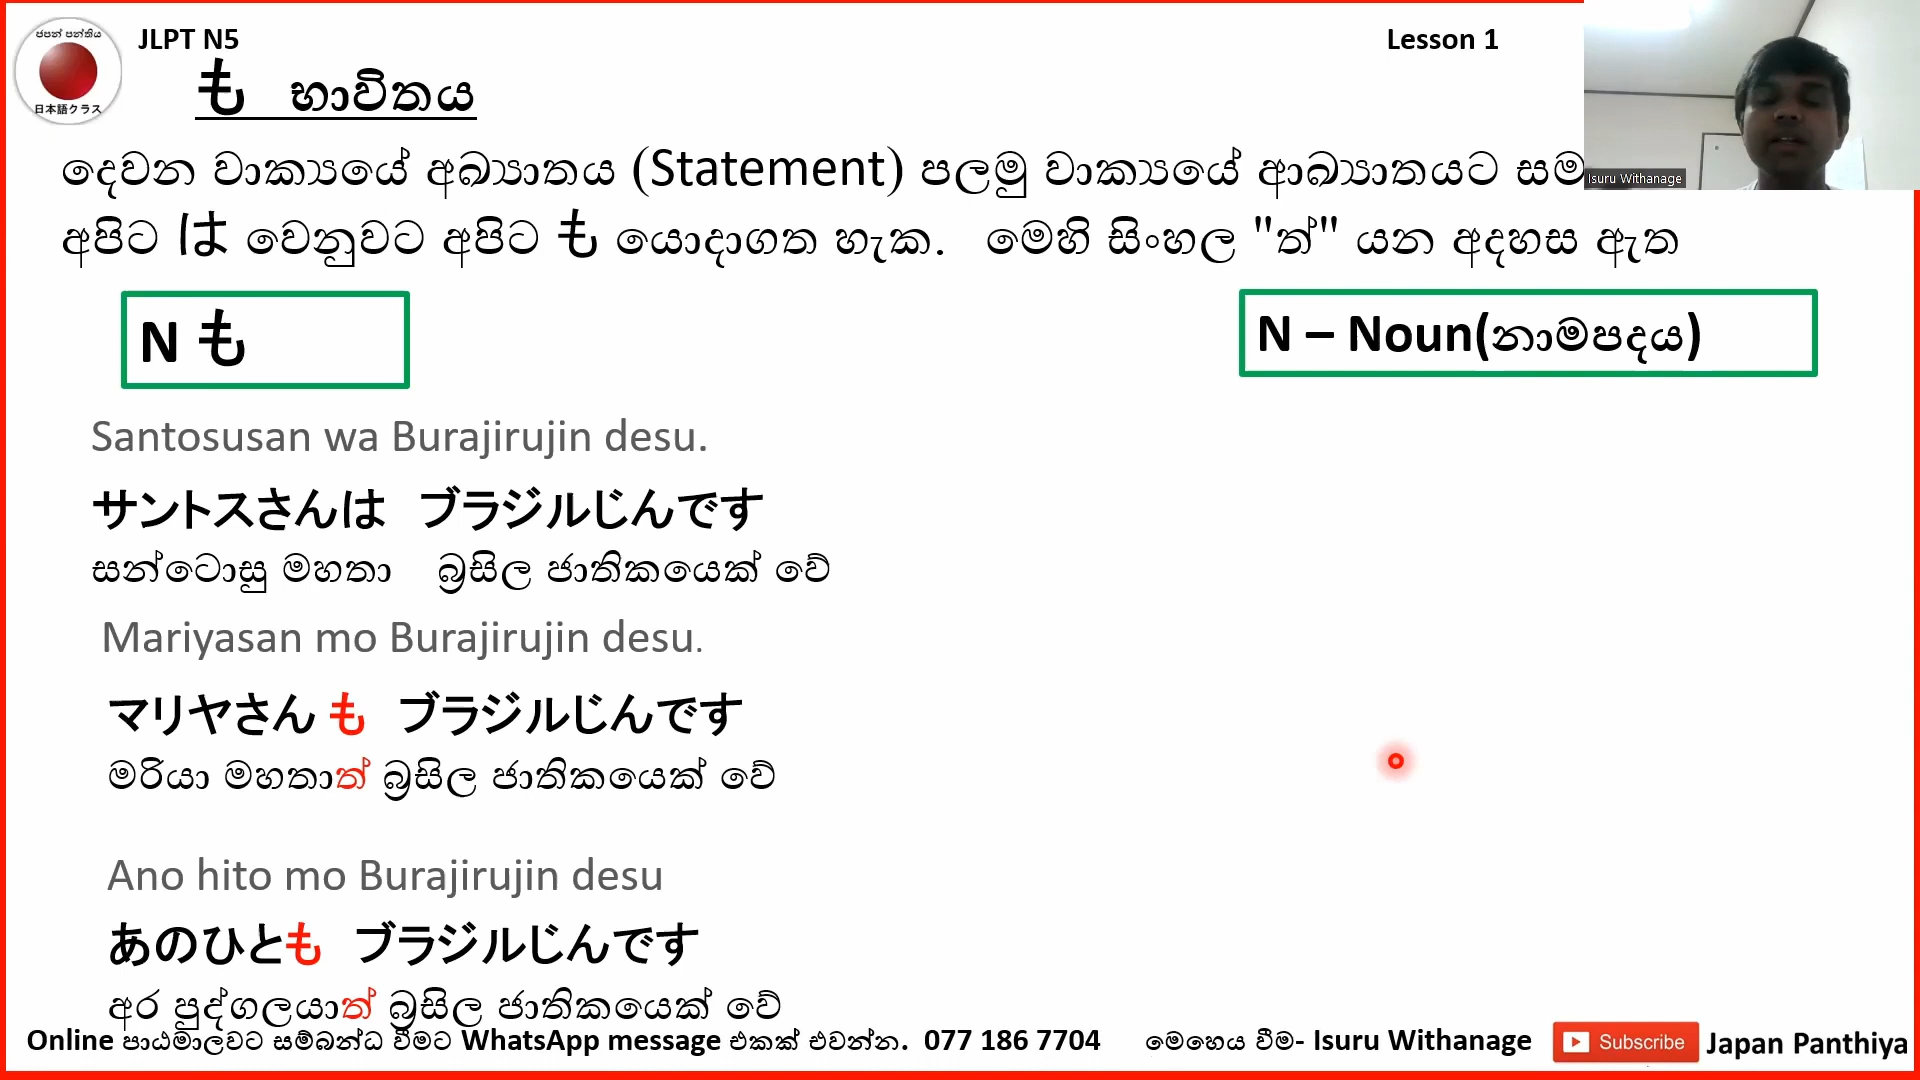 ජපන් පන්තිය
日本語クラス
JLPT N5
Lesson 1
も භාවිතය
දෙවන වාක්‍යයේ අඛ්‍යාතය (Statement) පලමු වාක්‍යයේ ආඛ්‍යාතයට සම
Isuru Withanage
අපිට は වෙනුවට අපිට も යොදාගත හැක. මෙහි සිංහල "ත්" යන අදහස ඇත
N も
N – Noun(නාමපදය)
Santosusan wa Burajirujin desu.
サントスさんは ブラジルじんです
සන්ටොසු මහතා බ්‍රසිල ජාතිකයෙක් වේ
Mariyasan mo Burajirujin desu.
マリヤさん も ブラジルじんです
මරියා මහතාත් බ්‍රසිල ජාතිකයෙක් වේ
Ano hito mo Burajirujin desu
あのひとも ブラジルじんです
අර පුද්ගලයාත් බ්‍රසිල ජාතිකයෙක් වේ
Online පාඨමාලවට සම්බන්ධ වීමට WhatsApp message එකක් එවන්න. 077 186 7704 මෙහෙය වීම- Isuru Withanage Subscribe Japan Panthiya